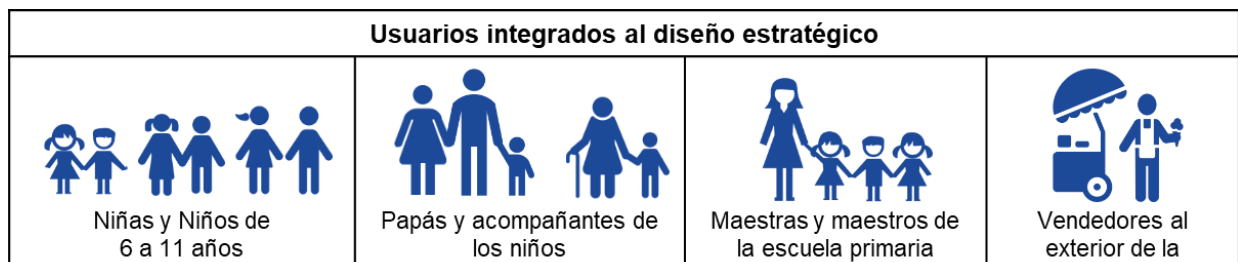 Usuarios integrados al diseño estratégico
Niñas y Niños de
6 a 11 años
Papás y acompañantes de
los niños
Maestras y maestros de
la escuela primaria
Vendedores al
exterior de la